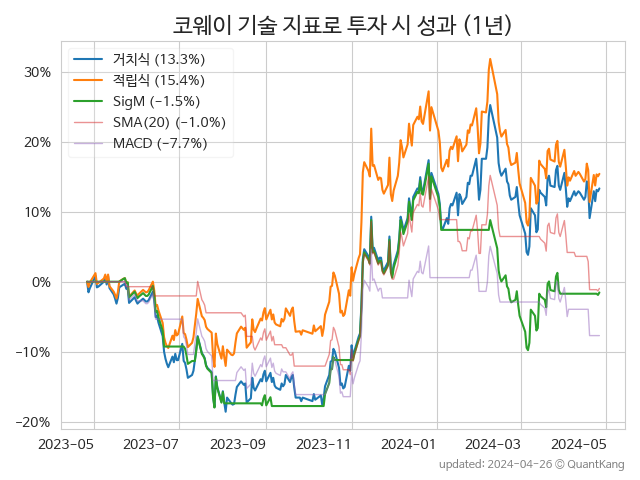 코웨이 기술 지표로 투자 시 성과 (1년)
거치식 (13.3%)
적립식 (15.4%)
SigM (−1.5%)
SMA(20) (−1.0%)
MACD (−7.7%)
30%
20%
10%
0%
−10%
−20%
2023-05 2023-07 2023-09 2023-11 2024-01 2024-03 2024-05
updated: 2024-04-26 © QuantKang